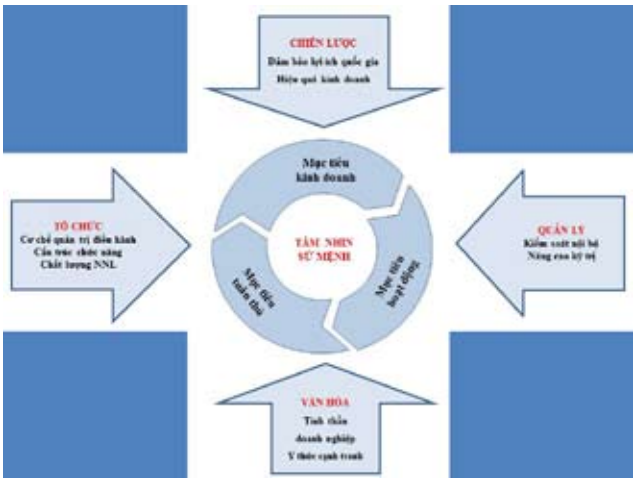 CHIẾN LƯỢC
Đảm bảo lợi ích quốc gia
Hiệu quả kinh doanh
Mục tiêu
kinh doanh
TỔ CHỨC
Cơ chế quản trị điều hành
Cấu trúc chức năng
Chất lượng NNL
TẦM NHÌN
SỨ MỆNH
QUẢN LÝ
Kiểm soát nội bộ
Nâng cao kỹ trị
Mục tiêu
tuân thủ
Mục tiêu
hoạt động
VĂN HÓA
Tinh thần
doanh nghiệp
Ý thức cạnh tranh